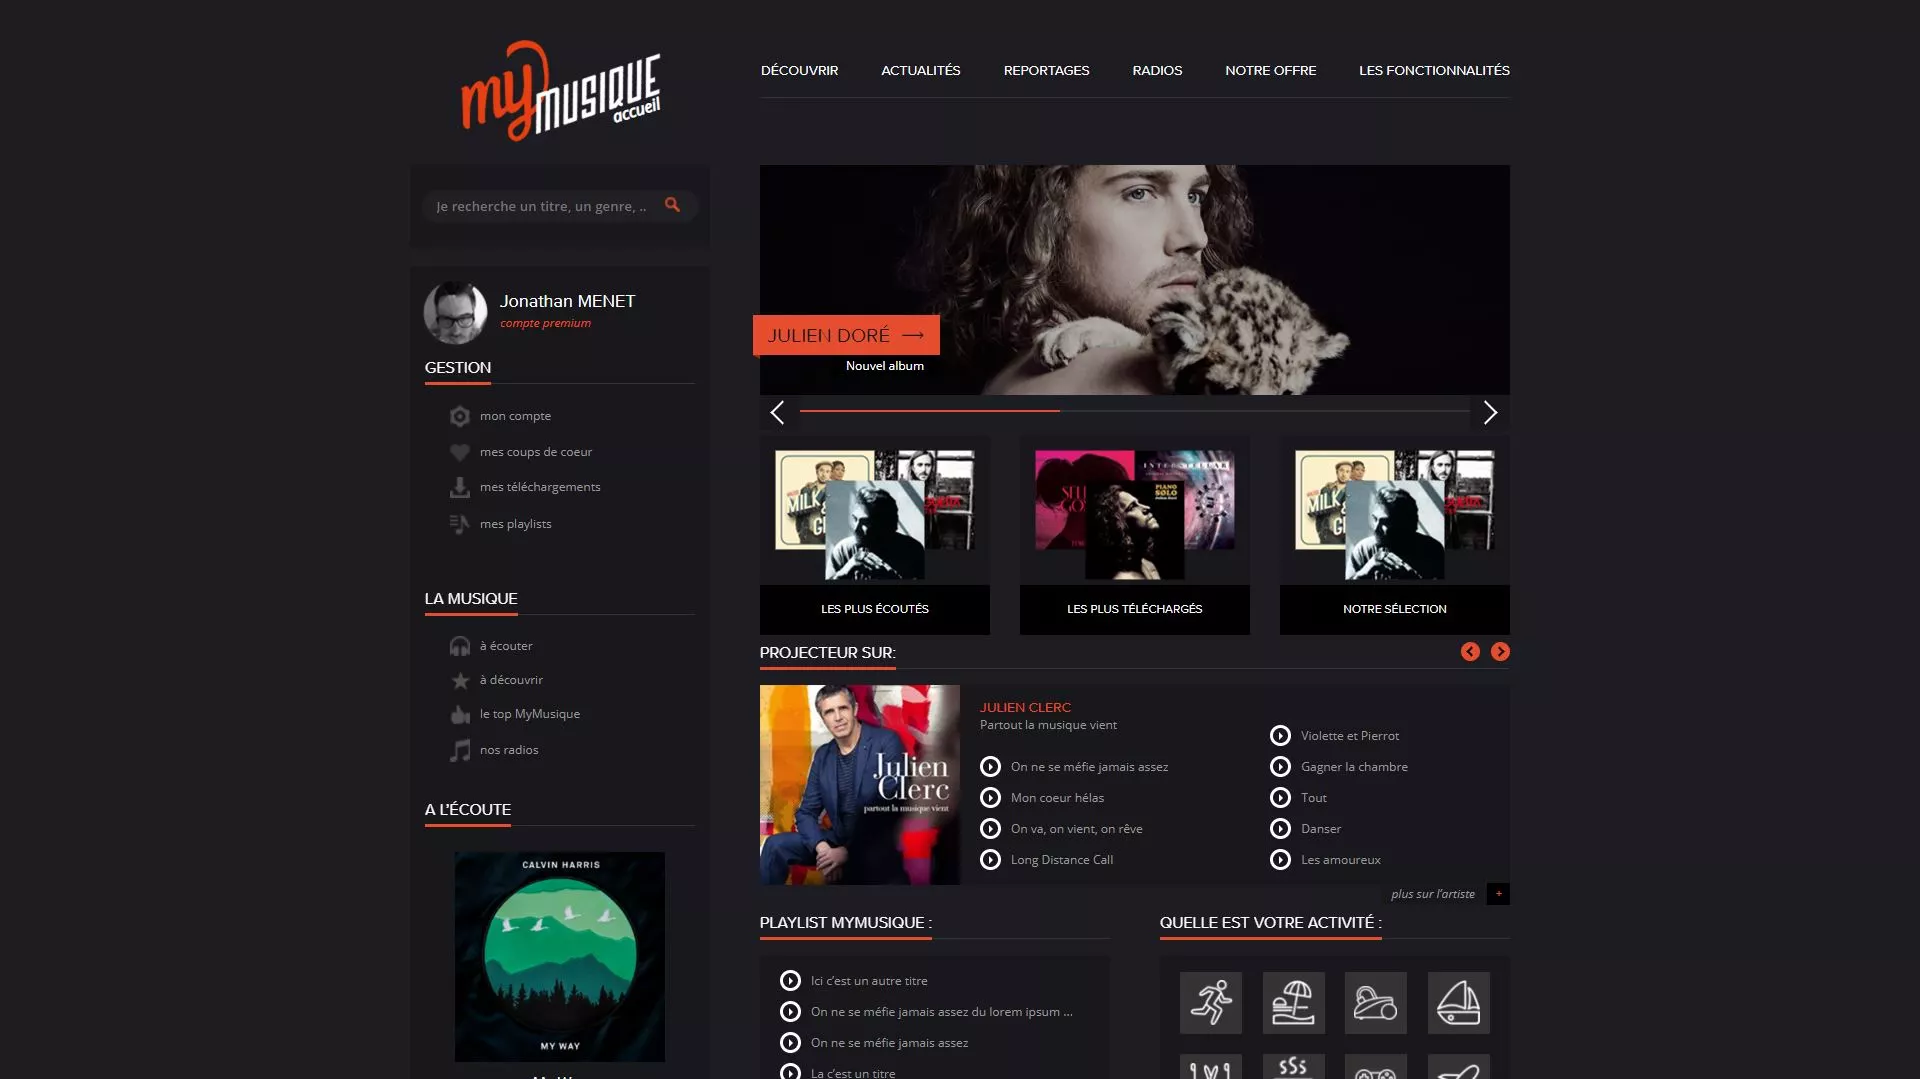 my MUSIQUE
accueil
DÉCOUVRIR
ACTUALITÉS
REPORTAGES
RADIOS
NOTRE OFFRE
LES FONCTIONNALITÉS
Je recherche un titre, un genre, ..
Jonathan MENET
compte premium
GESTION
mon compte
mes coups de coeur
mes téléchargements
mes playlists
LA MUSIQUE
à écouter
à découvrir
le top MyMusique
nos radios
A L'ÉCOUTE
CALVIN HARRIS
MY WAY
JULIEN DORÉ
Nouvel album
MILK &
INTERSTELLAR
PIANO
SOLO
MILK &
LES PLUS ÉCOUTÉS
LES PLUS TÉLÉCHARGÉS
NOTRE SÉLECTION
PROJECTEUR SUR:
Julien
Clerc
partout la musique vient
JULIEN CLERC
Partout la musique vient
On ne se méfie jamais assez
Mon coeur hélas
On va, on vient, on rêve
Long Distance Call
Violette et Pierrot
Gagner la chambre
Tout
Danser
Les amoureux
plus sur l'artiste
+
PLAYLIST MYMUSIQUE :
Ici c'est un autre titre
On ne se méfie jamais assez du lorem ipsum ...
On ne se méfie jamais assez
La c'est un titre
QUELLE EST VOTRE ACTIVITÉ :